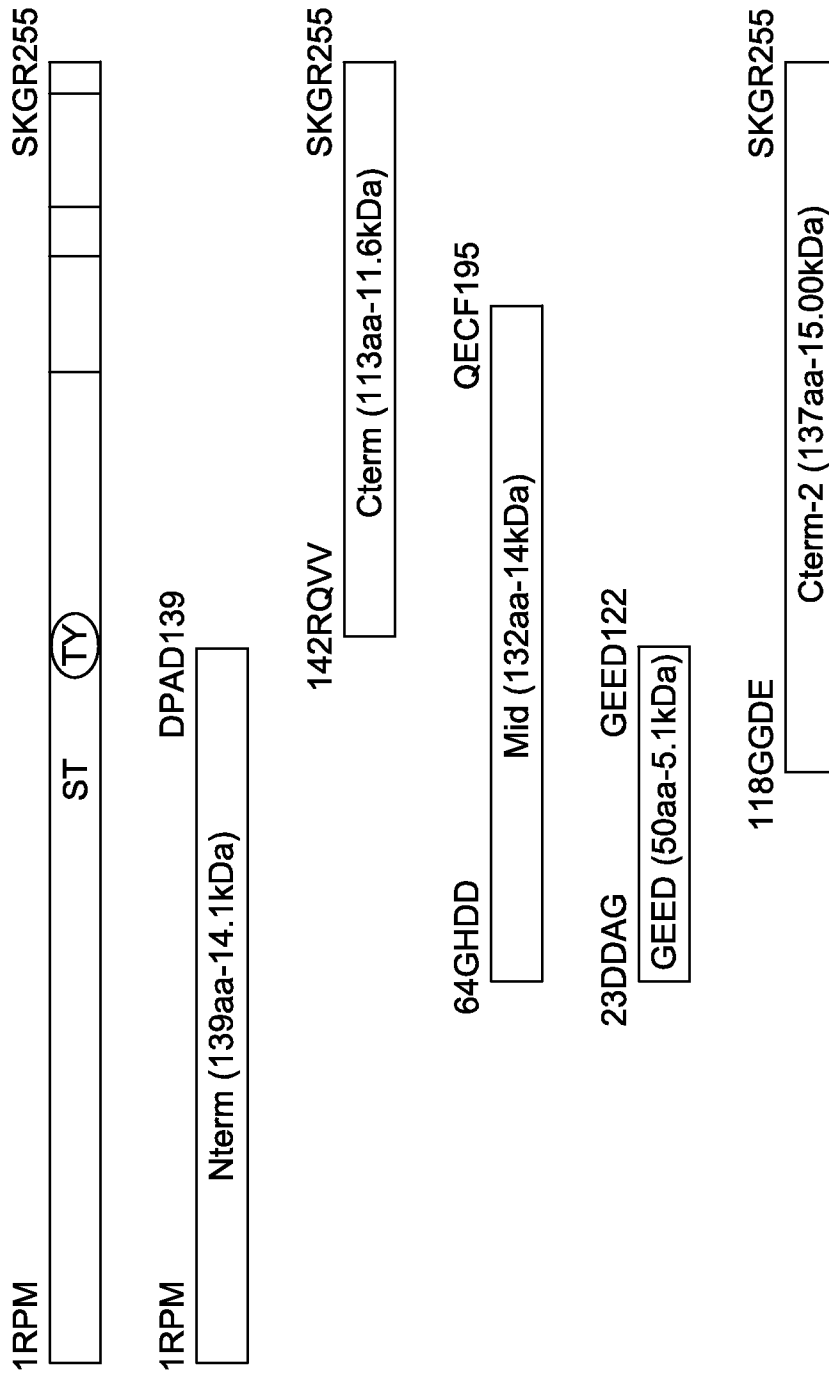 1RPM
SKGR255
ST
TY
1RPM
DPAD139
Nterm (139aa-14.1kDa)
142RQVV
SKGR255
Cterm (113aa-11.6kDa)
64GHDD
QECF195
Mid (132aa-14kDa)
23DDAG
GEED122
GEED (50aa-5.1kDa)
118GGDE
SKGR255
Cterm-2 (137aa-15.00kDa)